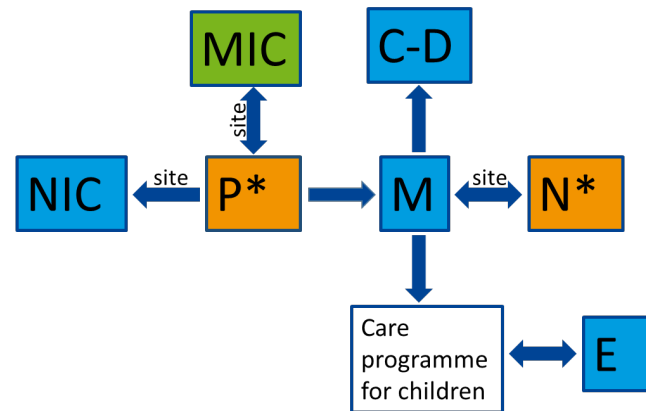 MIC
C-D
site
NIC
site
P*
M
site
N*
Care
programme
for children
E